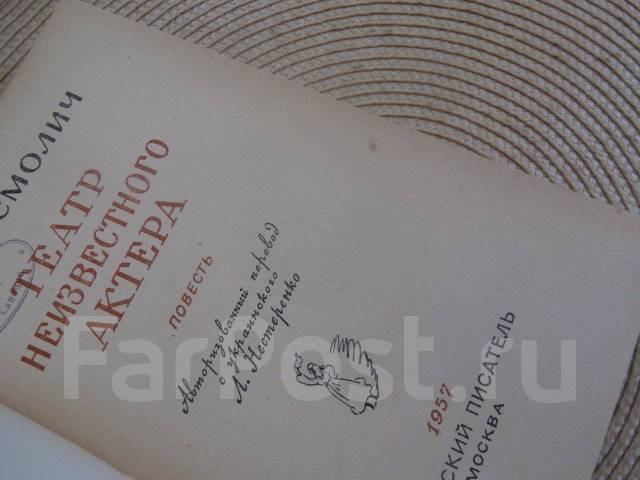 СМОЛИЧ
ТЕАТР
НЕИЗВЕСТНОГО
АКТЕРА
ПОВЕСТЬ
Авторизованный перевод
с украинского
Л. Нестеренко
1957
СКИЙ ПИСАТЕЛЬ
МОСКВА
FarPost.ru